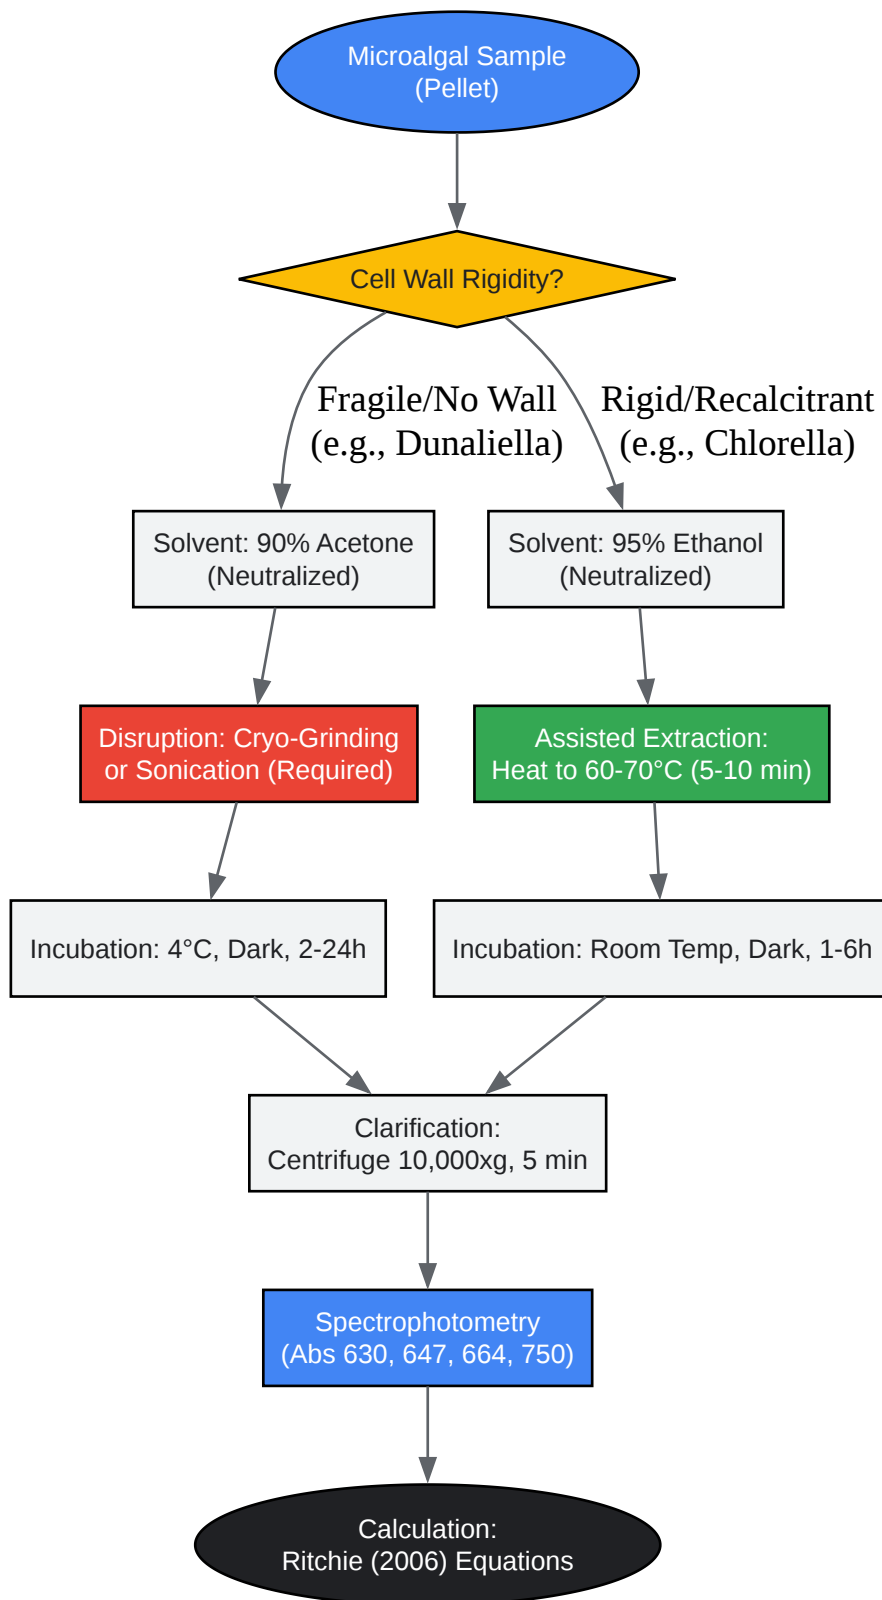 Microalgal Sample
(Pellet)
Cell Wall Rigidity?
Fragile/No Wall
(e.g., Dunaliella)
Rigid/Recalcitrant
(e.g., Chlorella)
Solvent: 90% Acetone
(Neutralized)
Solvent: 95% Ethanol
(Neutralized)
Disruption: Cryo-Grinding
or Sonication (Required)
Assisted Extraction:
Heat to 60-70°C (5-10 min)
Incubation: 4°C, Dark, 2-24h
Incubation: Room Temp, Dark, 1-6h
Clarification:
Centrifuge 10,000xg, 5 min
Spectrophotometry
(Abs 630, 647, 664, 750)
Calculation:
Ritchie (2006) Equations